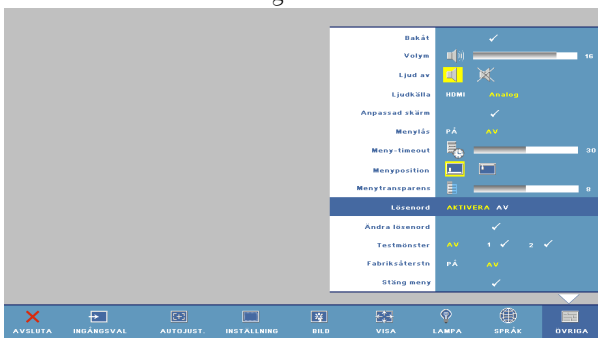 Bakåt
Volym 16
Ljud av
Ljudkälla HDMI Analog
Anpassad skärm
Menylås PÅ AV
Meny-timeout 30
Menyposition
Menytransparens 0
Lösenord AKTIVERA AV
Ändra lösenord
Testmönster AV 1 2
Fabriksåterstn PÅ AV
Stäng meny
AVSLUTA INGÅNGSVAL AUTOJUST. INSTÄLLNING BILD VISA LAMPA SPRÅK ÖVRIGA